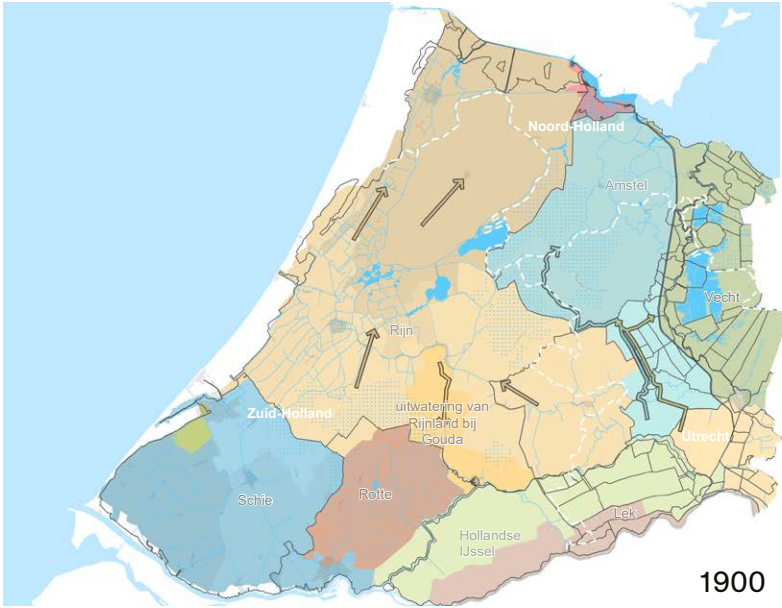 Noord-Holland
Amstel
Vecht
Rijn
Zuid-Holland
uitwatering van
Rijnland bij
Gouda
Utrecht
Schie
Rotte
Lek
Hollandse
IJssel
1900